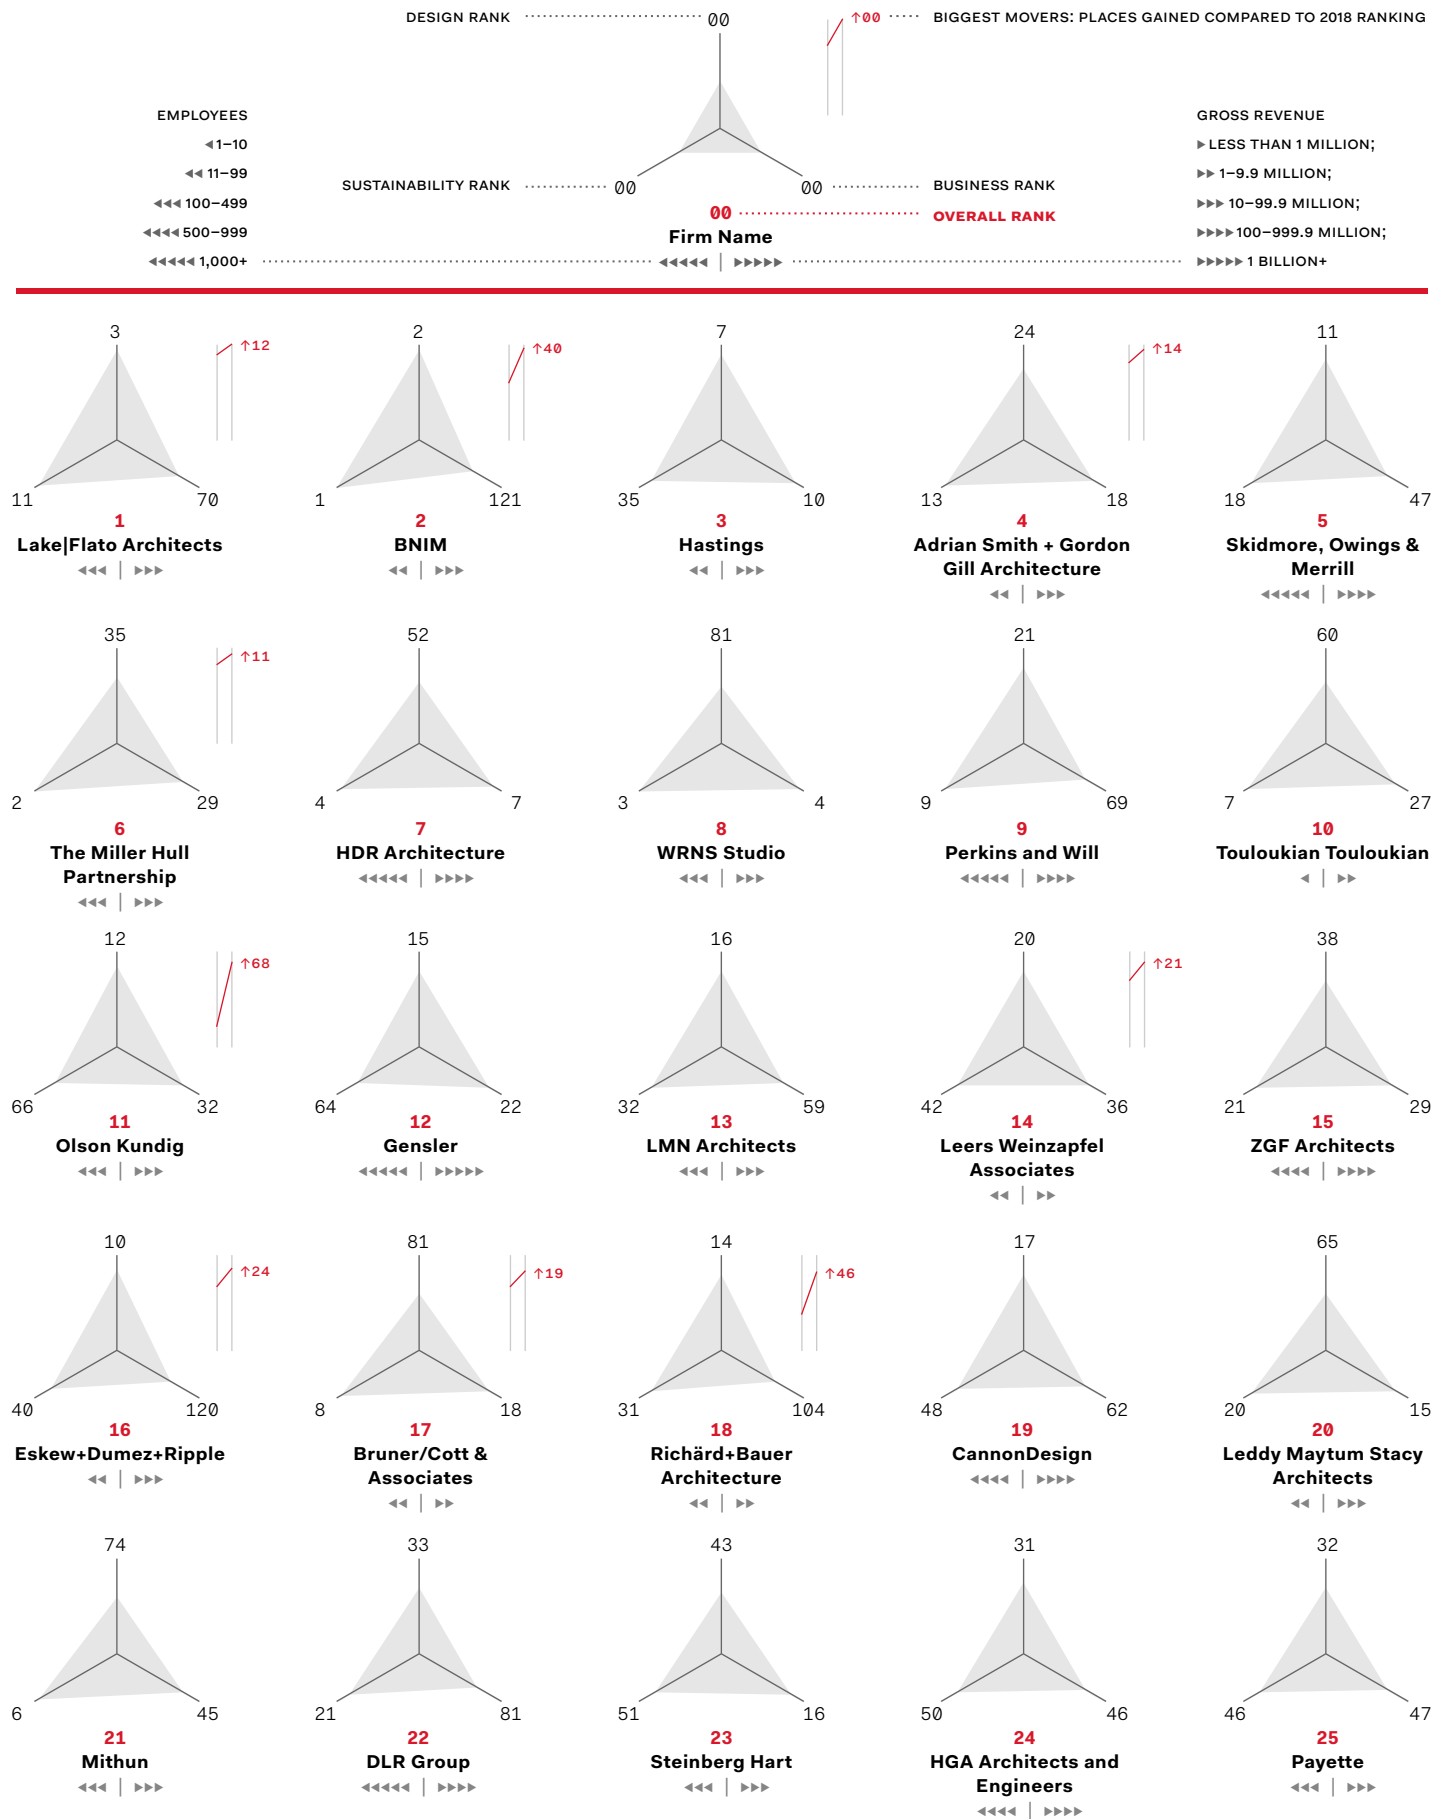 DESIGN RANK
00
↑00
BIGGEST MOVERS: PLACES GAINED COMPARED TO 2018 RANKING
EMPLOYEES
1–10
11–99
100–499
500–999
1,000+
SUSTAINABILITY RANK
00
00
BUSINESS RANK
00
OVERALL RANK
Firm Name
GROSS REVENUE
LESS THAN 1 MILLION;
1–9.9 MILLION;
10–99.9 MILLION;
100–999.9 MILLION;
1 BILLION+
3
↑12
11
70
1
Lake|Flato Architects
2
↑40
1
121
2
BNIM
7
35
10
3
Hastings
24
↑14
13
18
4
Adrian Smith + Gordon
Gill Architecture
11
18
47
5
Skidmore, Owings &
Merrill
35
↑11
2
29
6
The Miller Hull
Partnership
52
4
7
7
HDR Architecture
81
3
4
8
WRNS Studio
21
9
69
9
Perkins and Will
60
7
27
10
Touloukian Touloukian
12
↑68
66
32
11
Olson Kundig
15
64
22
12
Gensler
16
32
59
13
LMN Architects
20
↑21
42
36
14
Leers Weinzapfel
Associates
38
21
29
15
ZGF Architects
10
↑24
40
120
16
Eskew+Dumez+Ripple
81
↑19
8
18
17
Bruner/Cott &
Associates
14
↑46
31
104
18
Richärd+Bauer
Architecture
17
48
62
19
CannonDesign
65
20
15
20
Leddy Maytum Stacy
Architects
74
6
45
21
Mithun
33
21
81
22
DLR Group
43
51
16
23
Steinberg Hart
31
50
46
24
HGA Architects and
Engineers
32
46
47
25
Payette